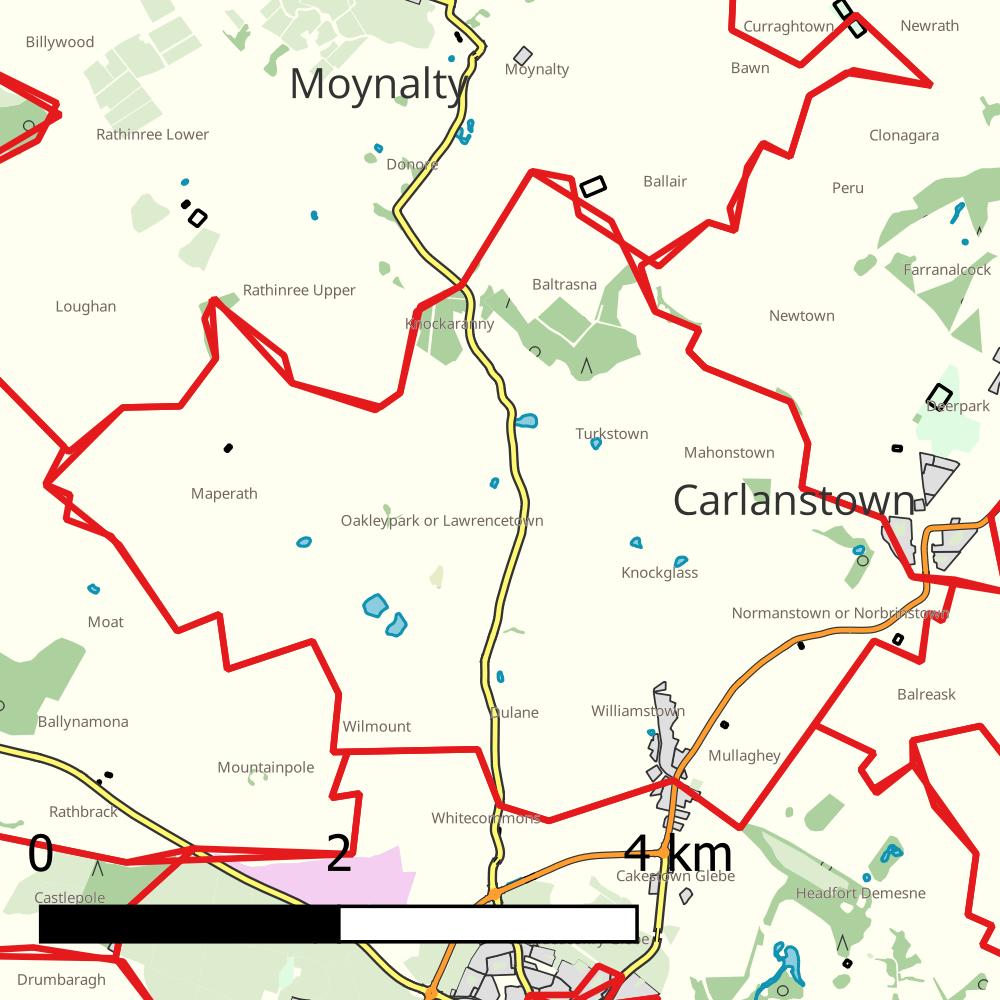 Billywood
Curraghtown
Newrath
Moynalty
Moynalty
Bawn
Rathinree Lower
Clonagara
Donore
Ballair
Peru
Farranalcock
Rathinree Upper
Baltrasna
Loughan
Knockaranny
Newtown
Deerpark
Turkstown
Mahonstown
Maperath
Carlanstown
Oakleypark or Lawrencetown
Knockglass
Moat
Normanstown or Norbrinstown
Balreask
Ballynamona
Wilmount
Dulane
Williamstown
Mountainpole
Mullaghey
Rathbrack
Whitecommons
0 2 4 km
Cakestown Glebe
Castlepole
Headfort Demesne
Drumbaragh